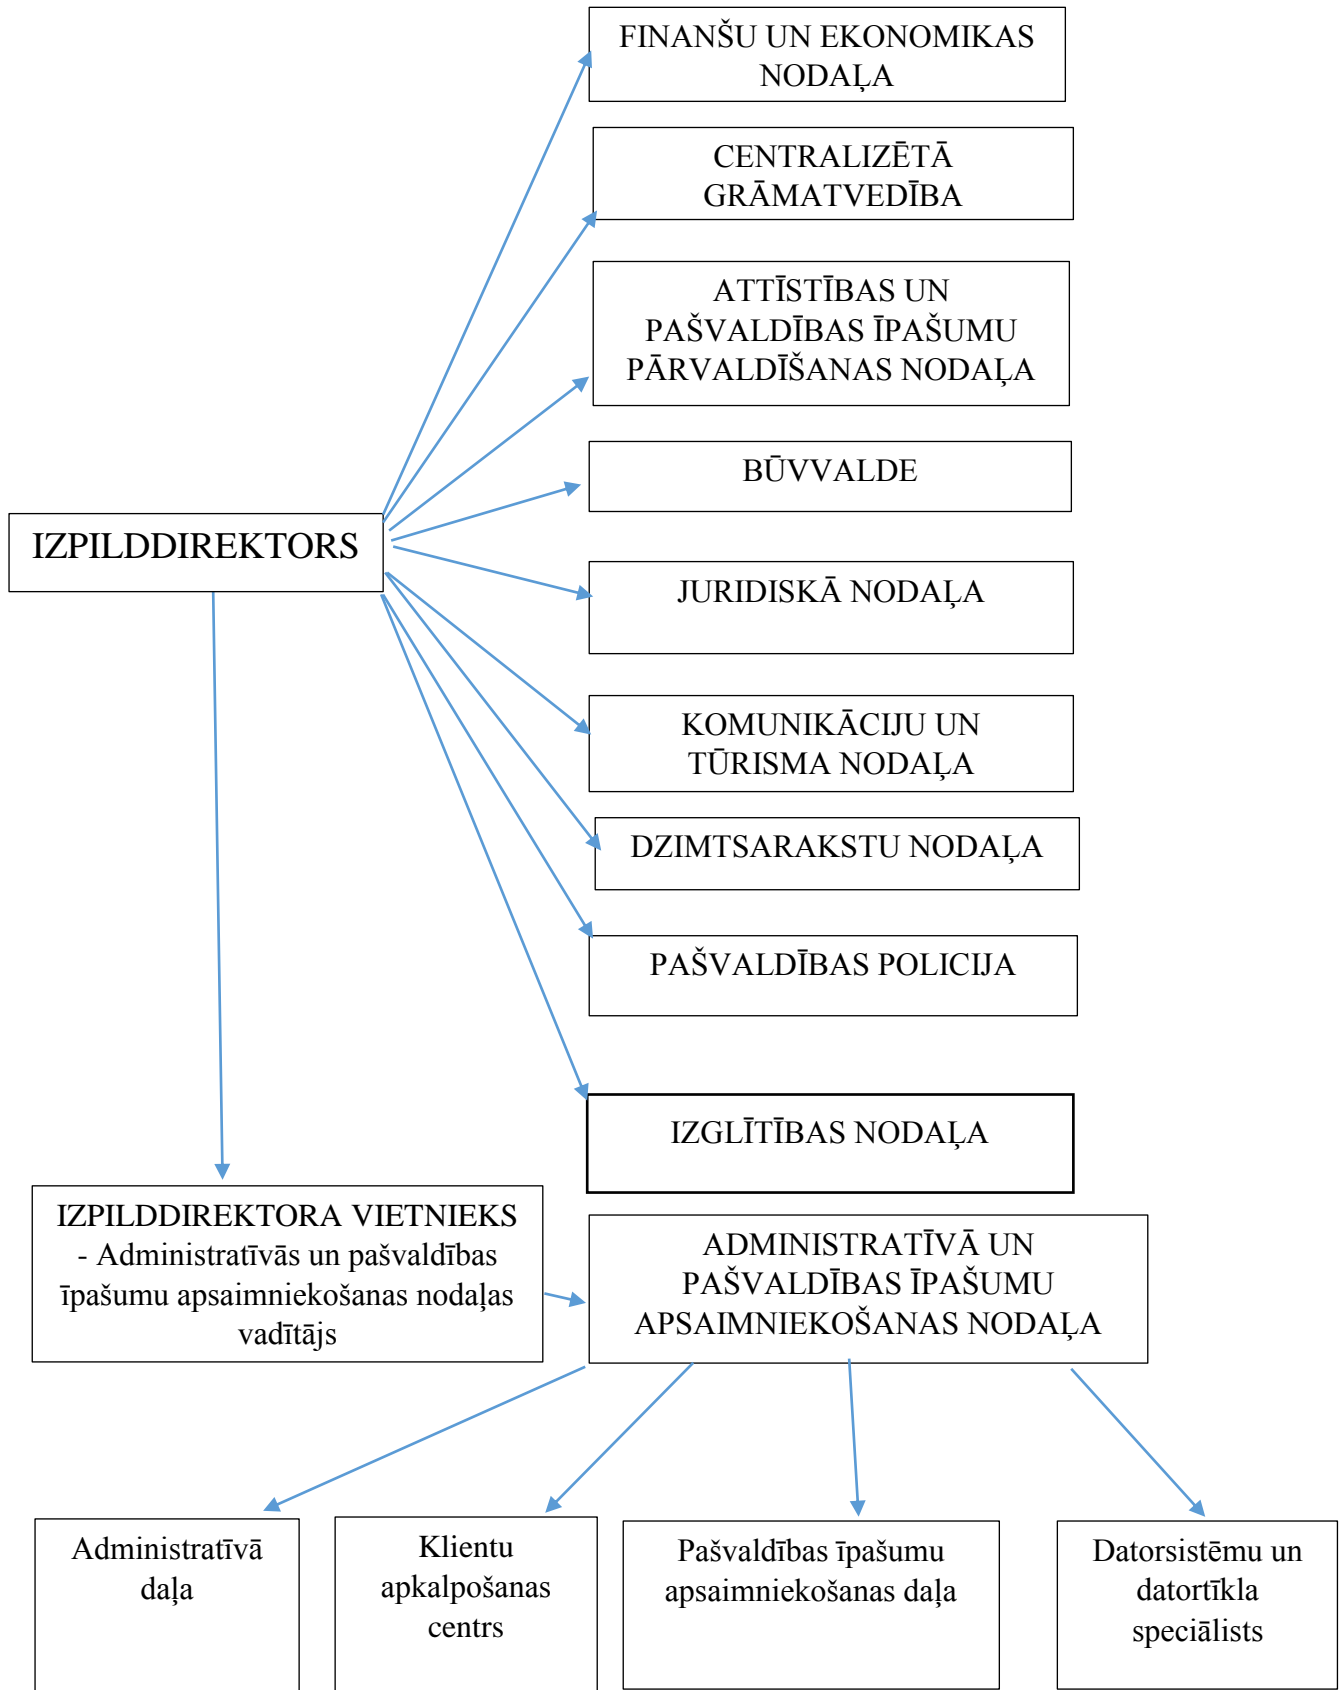 FINANŠU UN EKONOMIKAS
NODAĻA
CENTRALIZĒTĀ
GRĀMATVEDĪBA
ATTĪSTĪBAS UN
PAŠVALDĪBAS ĪPAŠUMU
PĀRVALDĪŠANAS NODAĻA
BŪVVALDE
IZPILDDIREKTORS
JURIDISKĀ NODAĻA
KOMUNIKĀCIJU UN
TŪRISMA NODAĻA
DZIMTSARAKSTU NODAĻA
PAŠVALDĪBAS POLICIJA
IZGLĪTĪBAS NODAĻA
IZPILDDIREKTORA VIETNIEKS
- Administratīvās un pašvaldības
īpašumu apsaimniekošanas nodaļas
vadītājs
ADMINISTRATĪVĀ UN
PAŠVALDĪBAS ĪPAŠUMU
APSAIMNIEKOŠANAS NODAĻA
Administratīvā
daļa
Klientu
apkalpošanas
centrs
Pašvaldības īpašumu
apsaimniekošanas daļa
Datorsistēmu un
datortīkla
speciālists